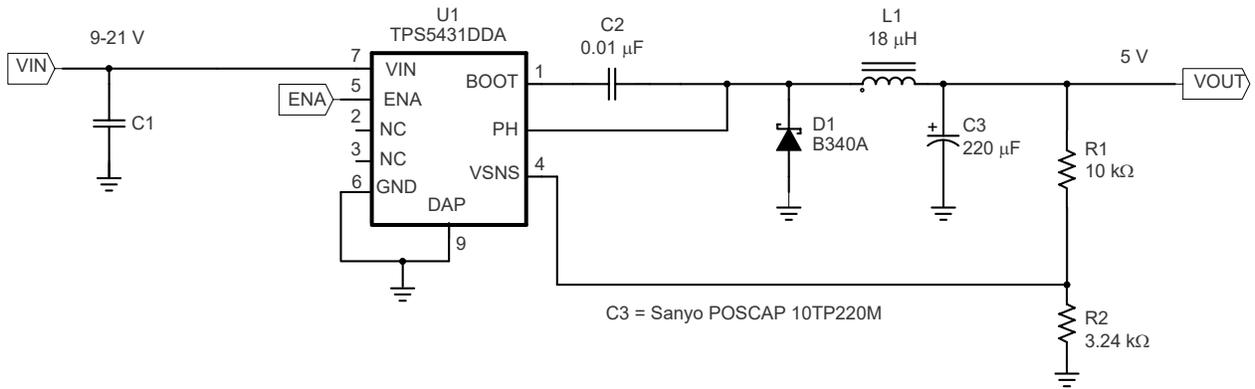 U1
TPS5431DDA
9-21 V
VIN
C1
ENA
7
VIN
5
ENA
2
NC
3
NC
6
GND
DAP
9
BOOT
1
PH
VSNS
4
C2
0.01 μF
L1
18 μH
5 V
VOUT
D1
B340A
+
C3
220 μF
R1
10 kΩ
C3 = Sanyo POSCAP 10TP220M
R2
3.24 kΩ